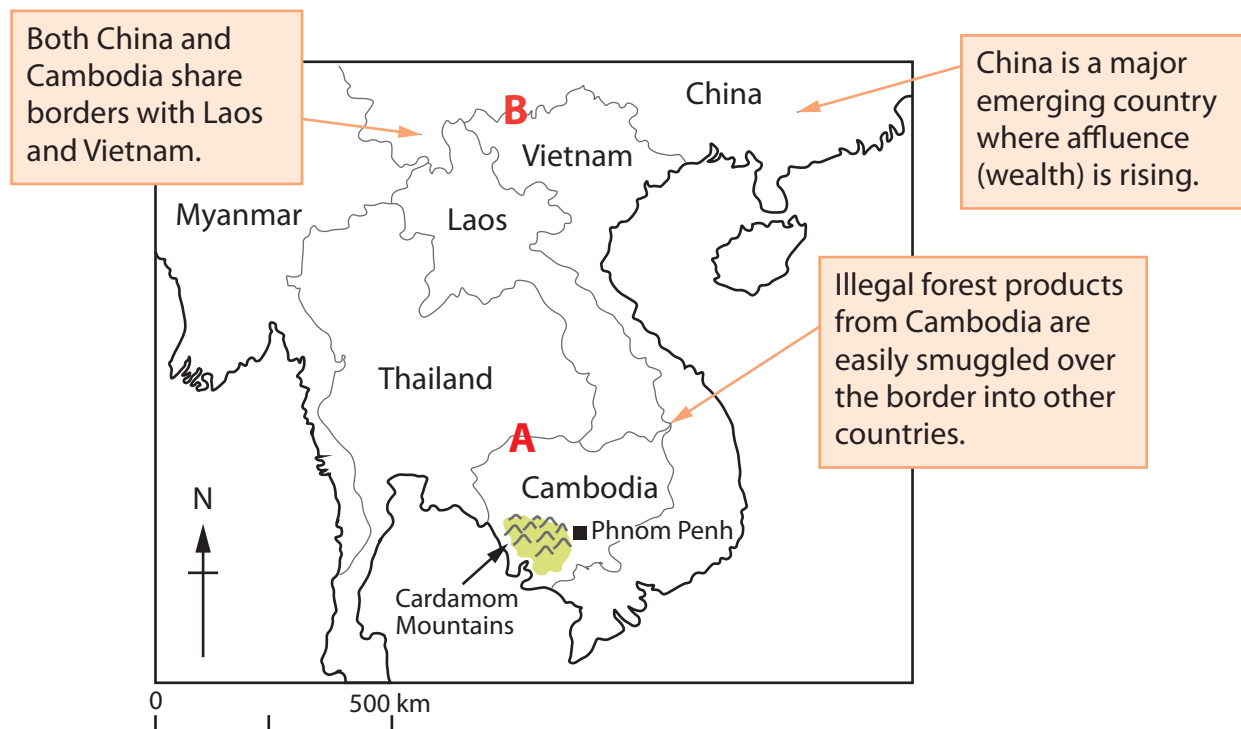 Both China and
Cambodia share
borders with Laos
and Vietnam.
China is a major
emerging country
where affluence
(wealth) is rising.
China
B
Vietnam
Myanmar
Laos
Illegal forest products
from Cambodia are
easily smuggled over
the border into other
countries.
Thailand
A
Cambodia
N
Phnom Penh
Cardamom
Mountains
0 500 km